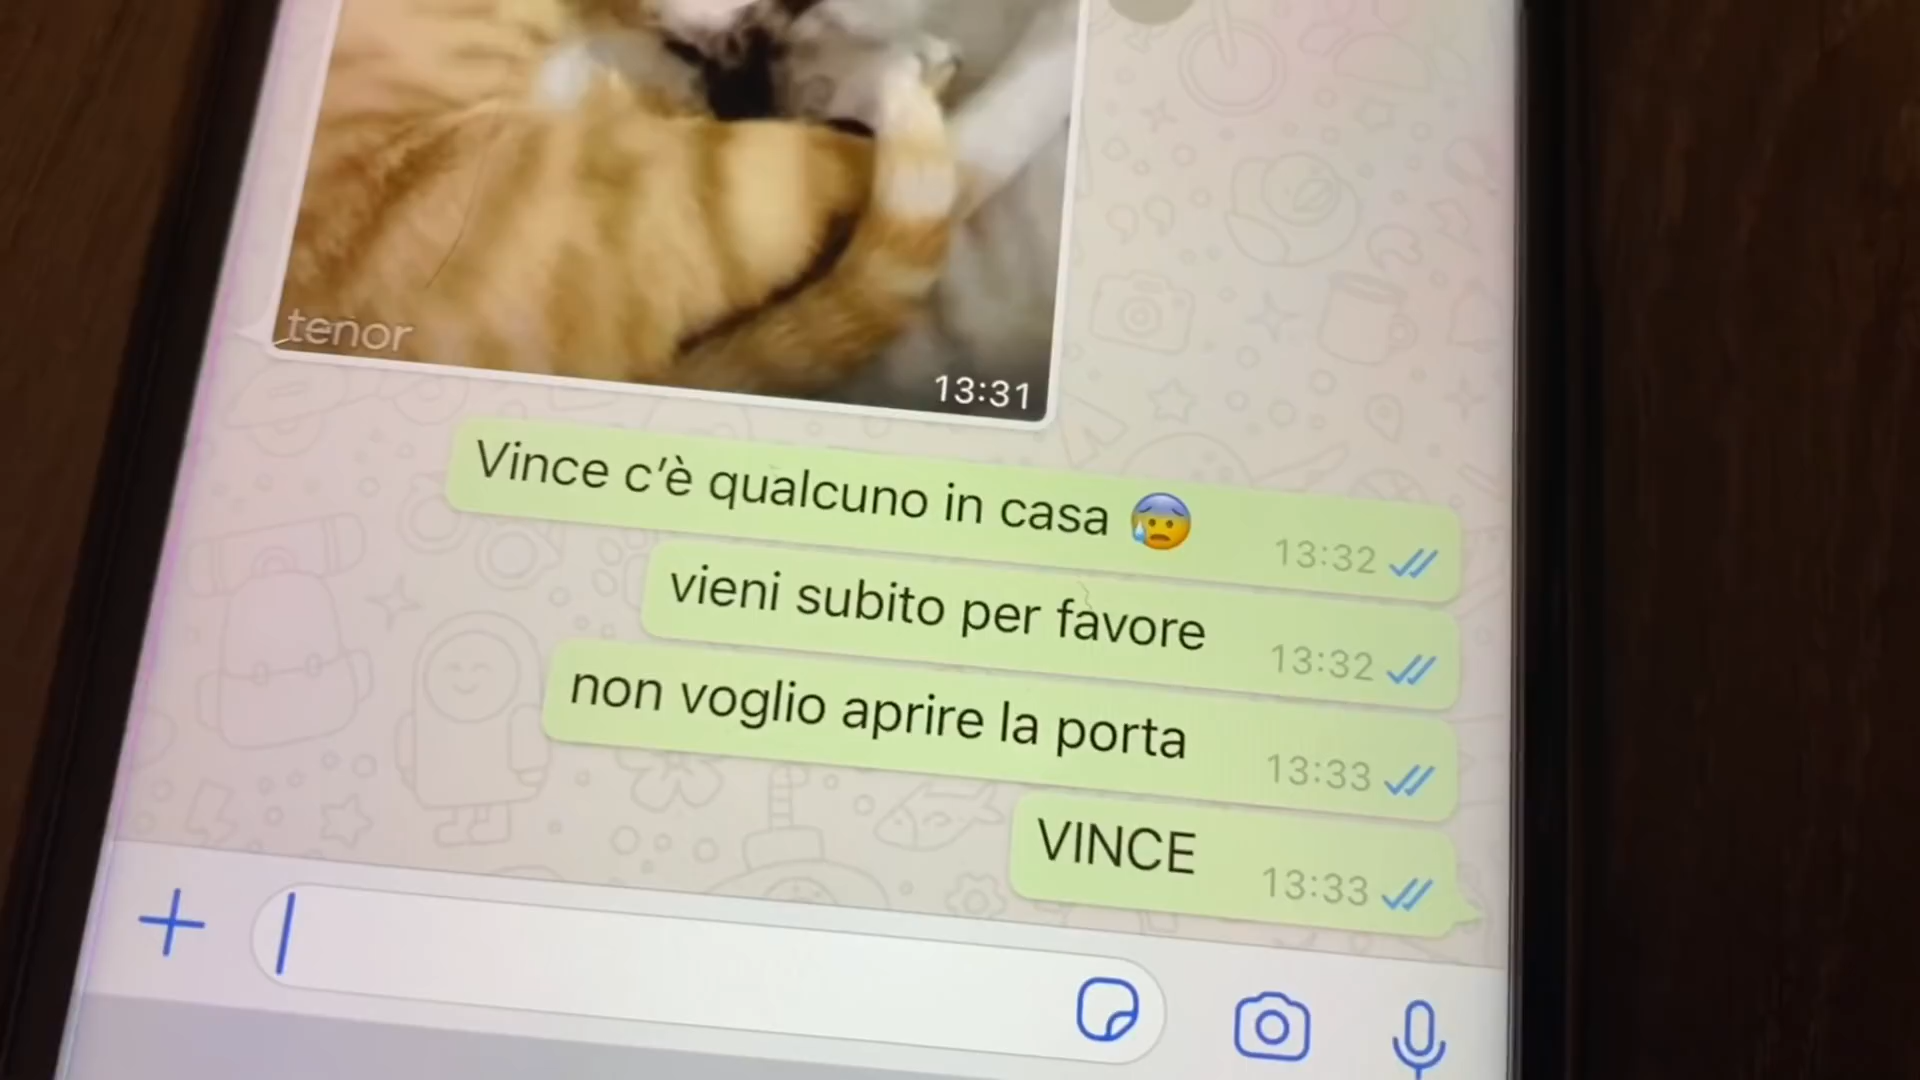 tenor
13:31
Vince c'è qualcuno in casa 😰 13:32
vieni subito per favore 13:32
non voglio aprire la porta 13:33
VINCE 13:33